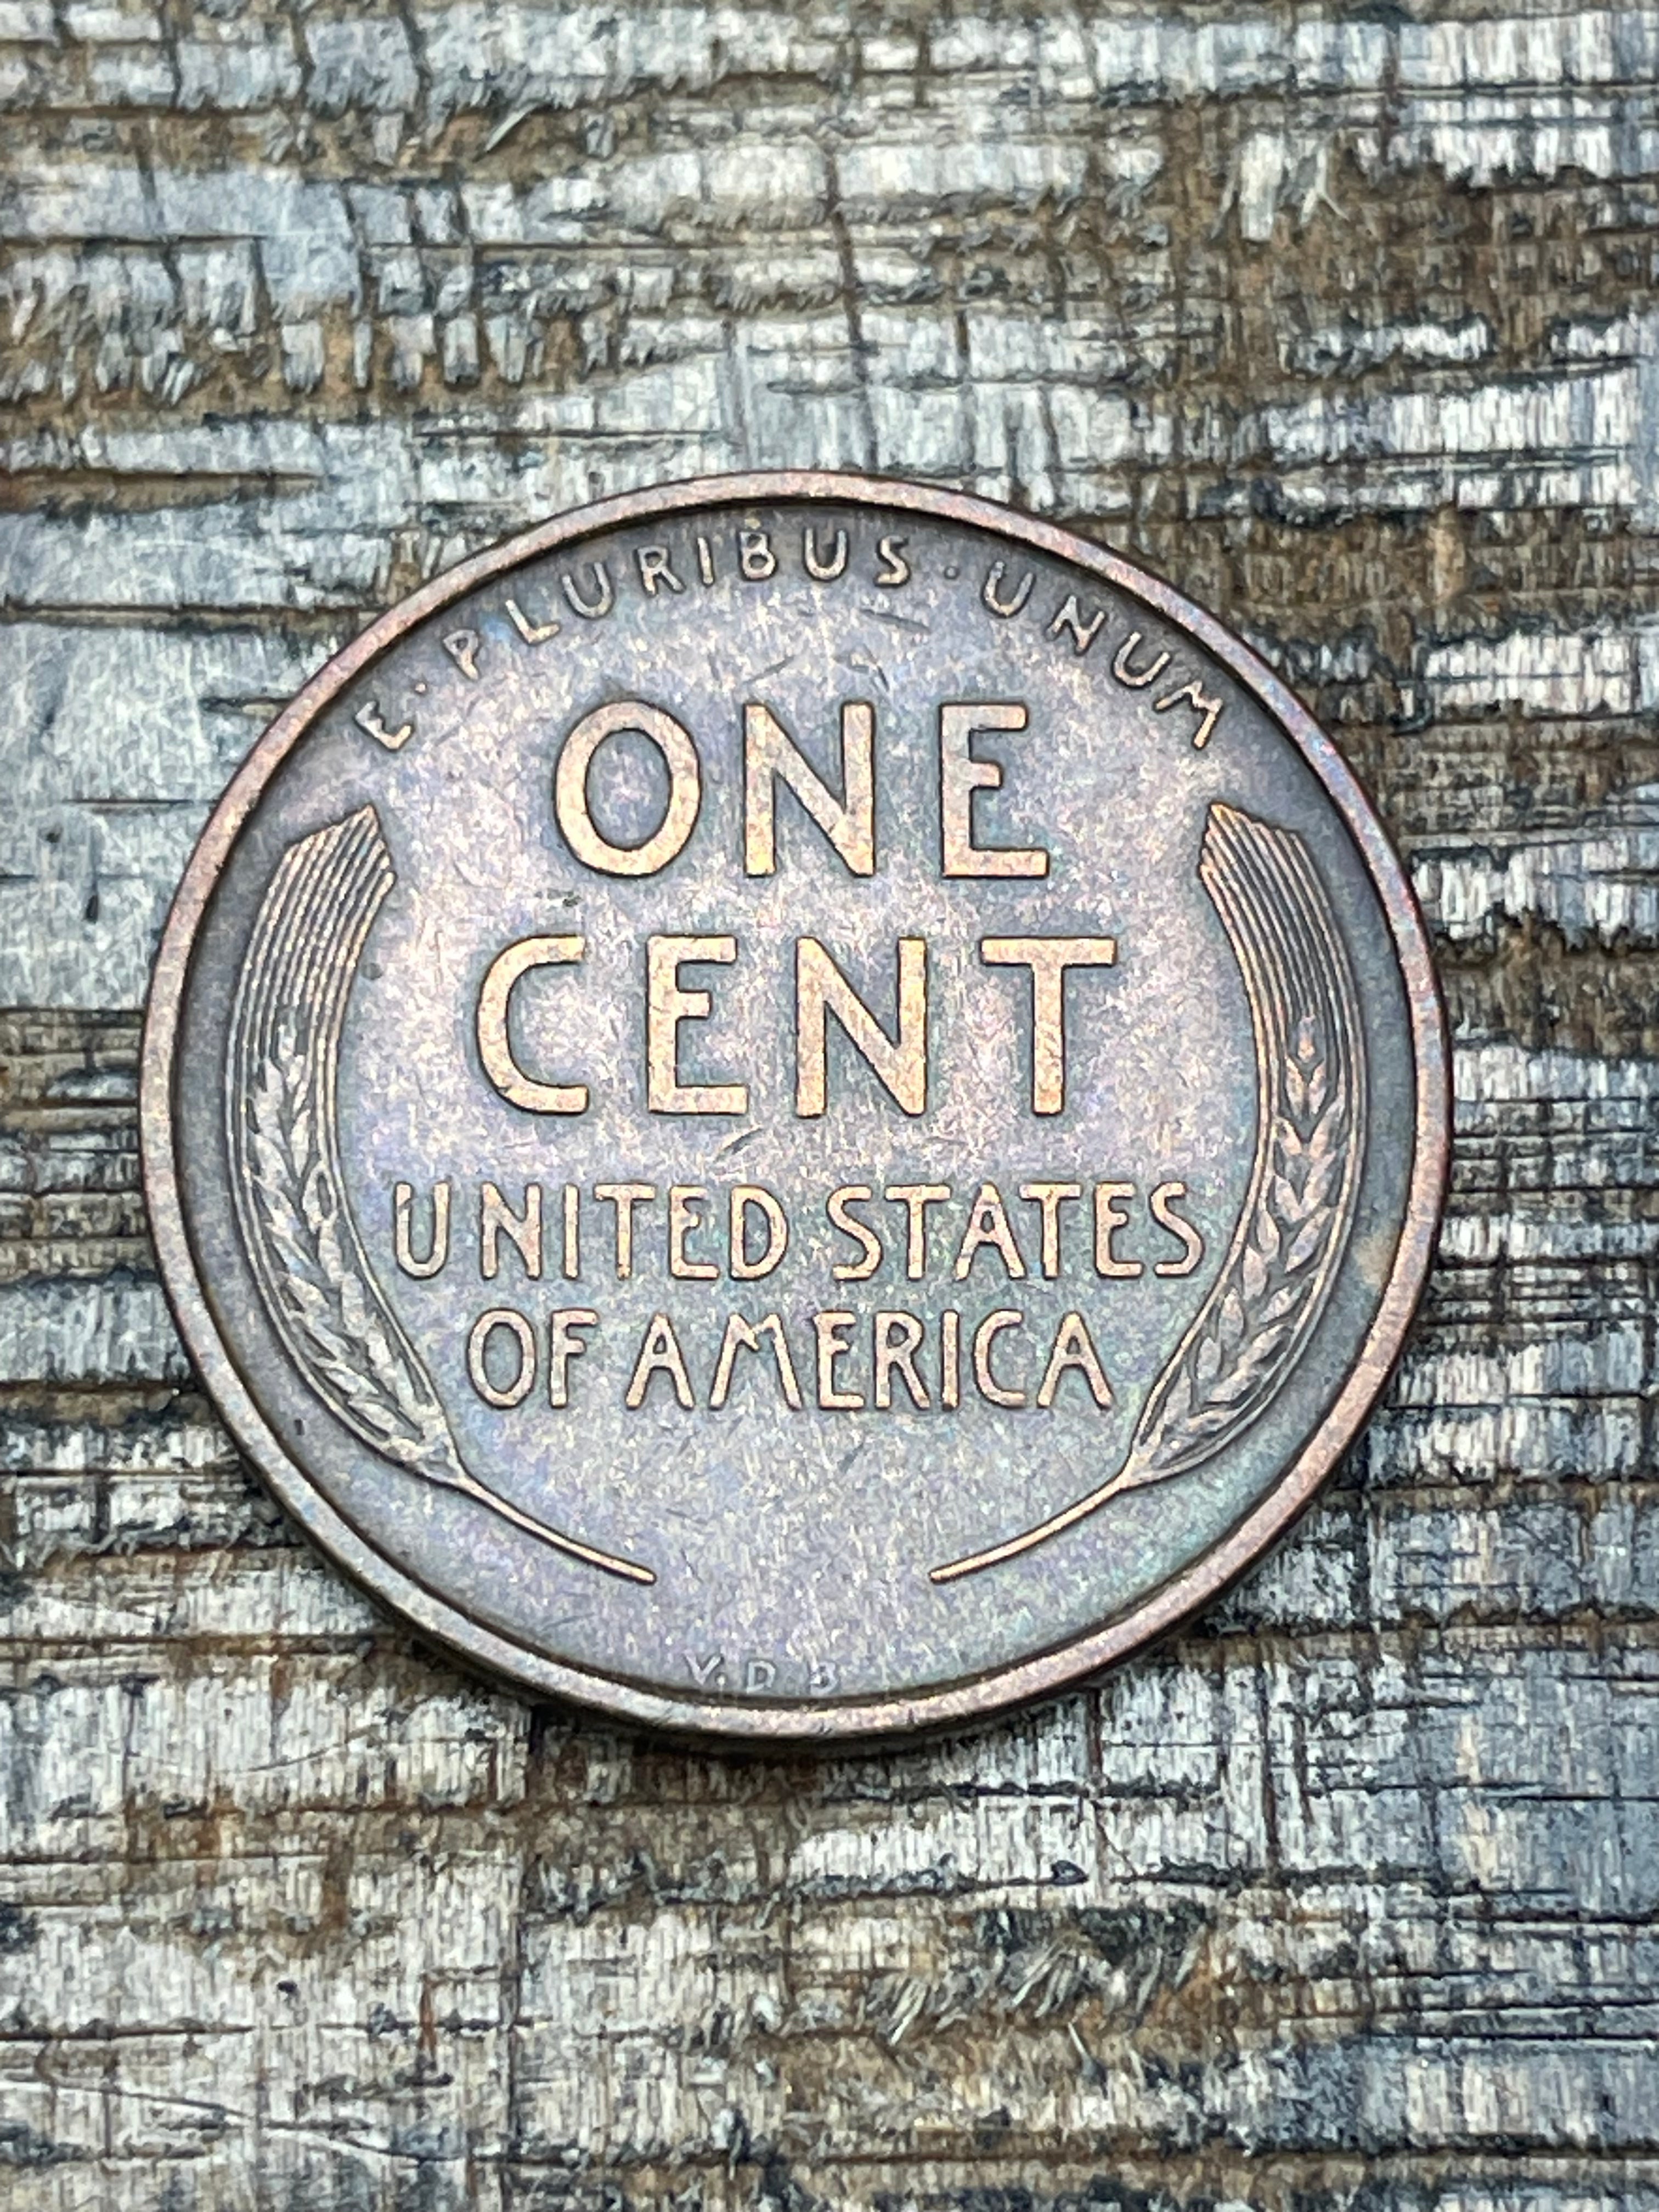 E·PLURIBUS·UNUM
ONE
CENT
UNITED STATES
OF AMERICA
V.D.B.